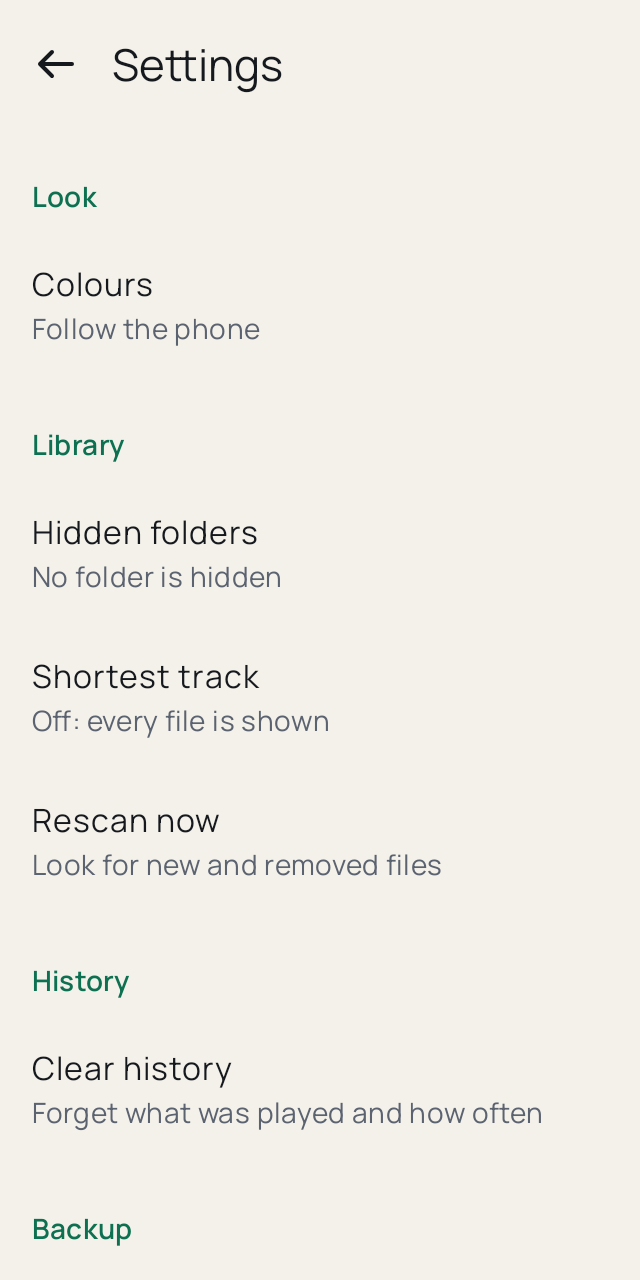 Settings
Look
Colours
Follow the phone
Library
Hidden folders
No folder is hidden
Shortest track
Off: every file is shown
Rescan now
Look for new and removed files
History
Clear history
Forget what was played and how often
Backup